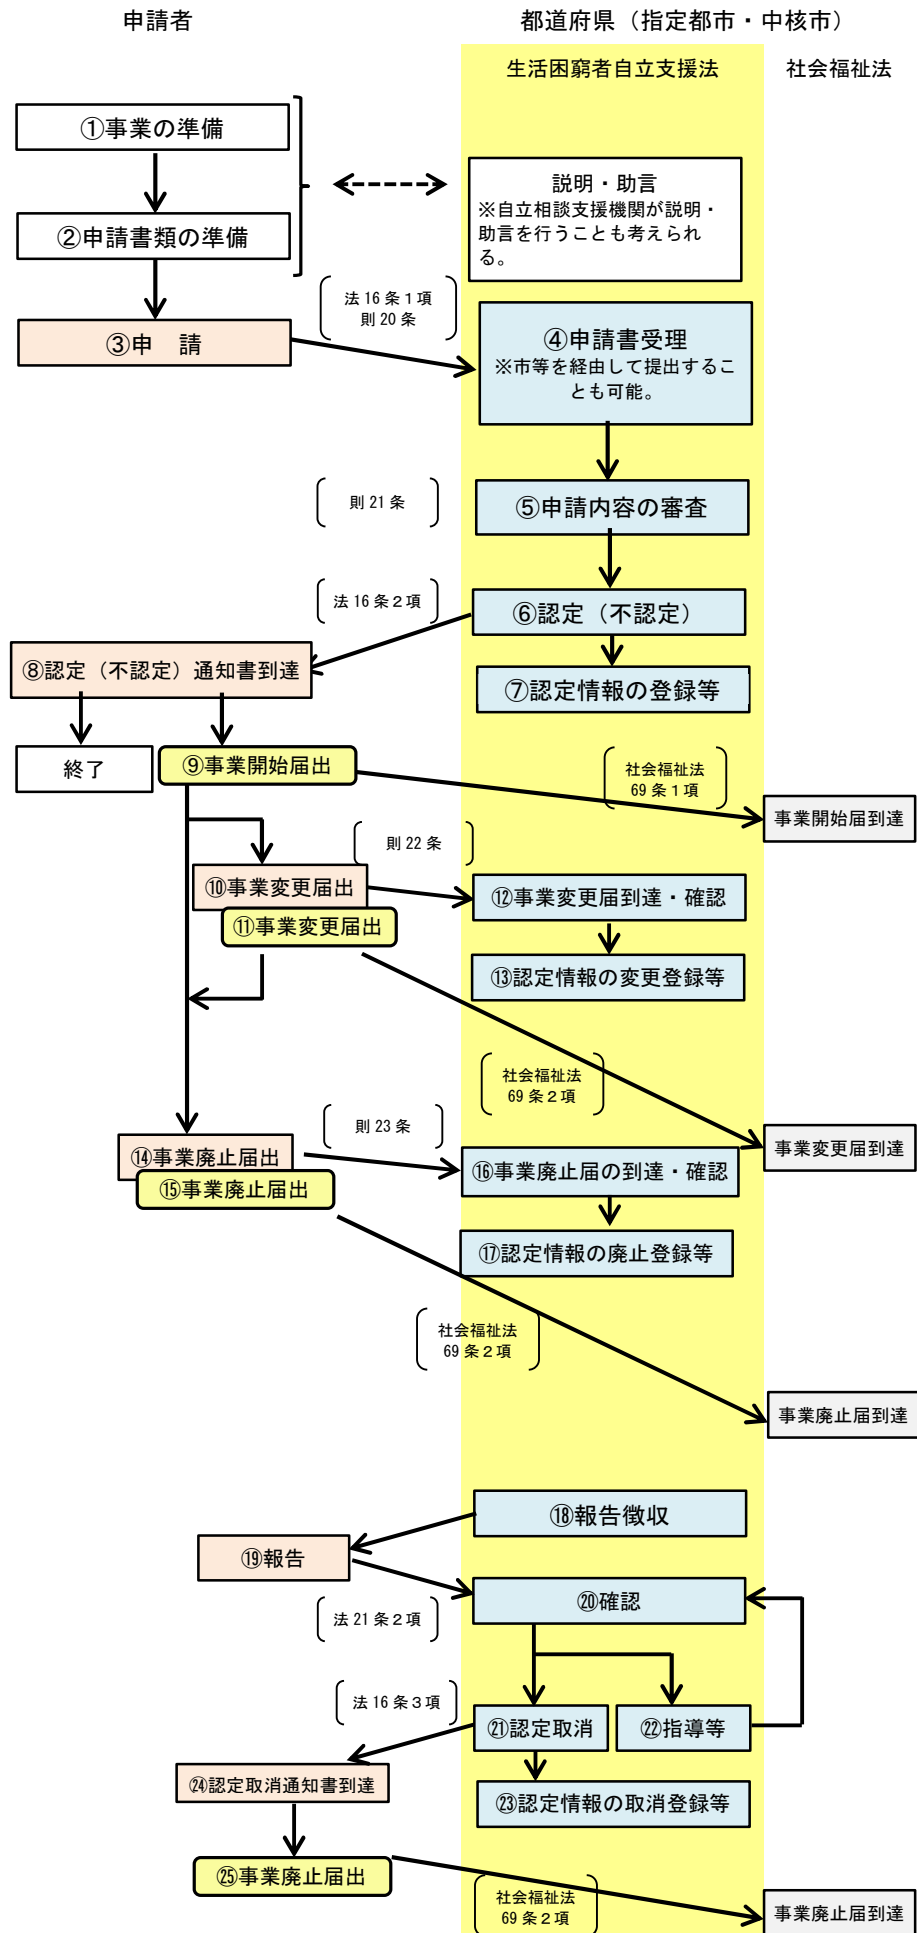 申請者
都道府県（指定都市・中核市）
生活困窮者自立支援法
社会福祉法
①事業の準備
説明・助言
※自立相談支援機関が説明・
助言を行うことも考えられ
る。
②申請書類の準備
法16条1項
則20条
③申　請
④申請書受理
※市等を経由して提出するこ
とも可能。
則21条
⑤申請内容の審査
法16条2項
⑥認定（不認定）
⑧認定（不認定）通知書到達
⑦認定情報の登録等
終了
⑨事業開始届出
社会福祉法
69条1項
事業開始届到達
則22条
⑩事業変更届出
⑫事業変更届到達・確認
⑪事業変更届出
⑬認定情報の変更登録等
社会福祉法
69条2項
則23条
事業変更届到達
⑭事業廃止届出
⑯事業廃止届の到達・確認
⑮事業廃止届出
⑰認定情報の廃止登録等
社会福祉法
69条2項
事業廃止届到達
⑱報告徴収
⑲報告
⑳確認
法21条2項
法16条3項
㉑認定取消
㉒指導等
㉔認定取消通知書到達
㉓認定情報の取消登録等
㉕事業廃止届出
社会福祉法
69条2項
事業廃止届到達